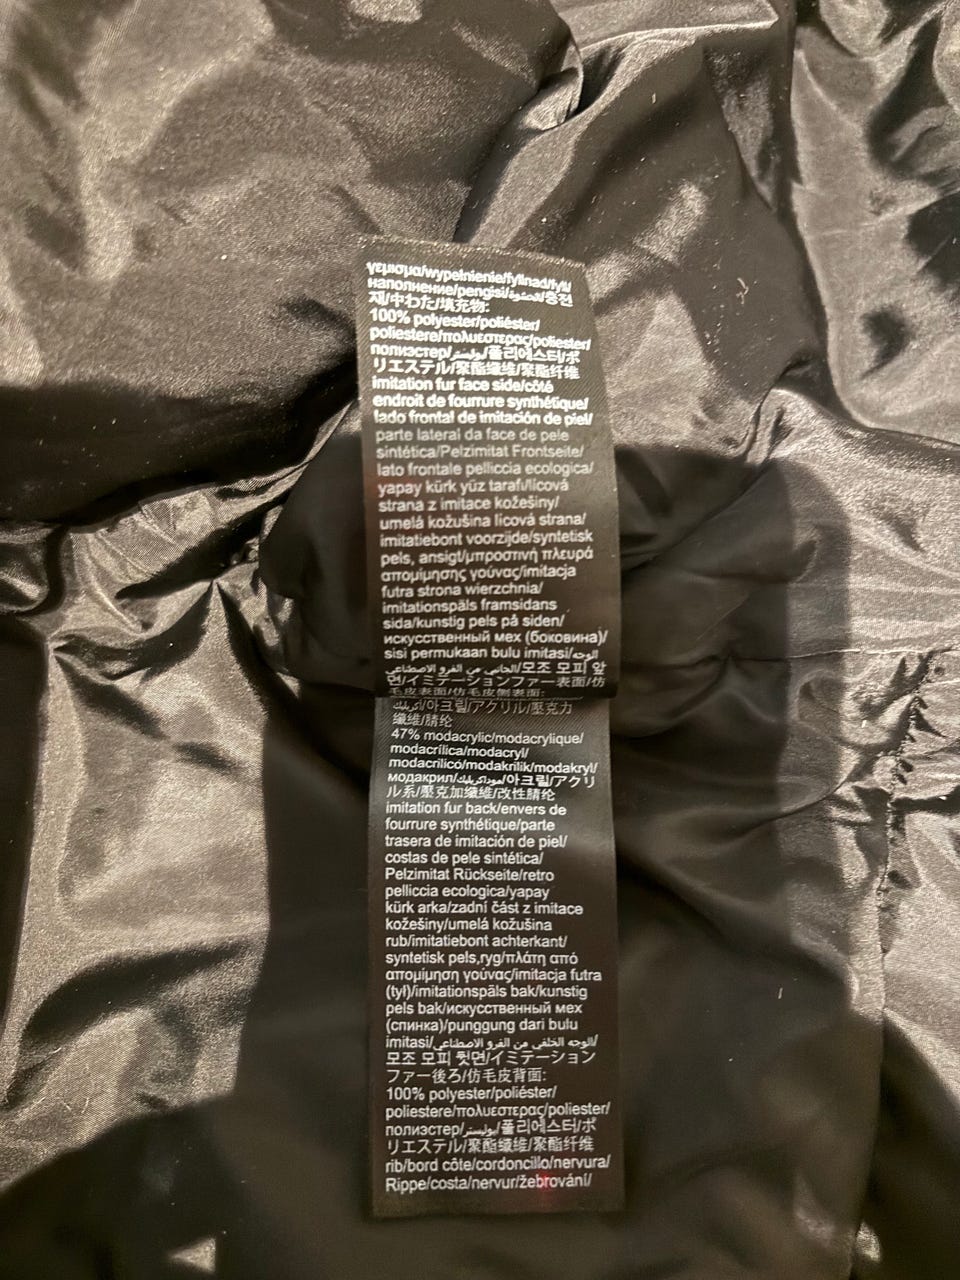 γεμισμα/wypełnienie/fyllnad/fyll/
наполнение/pengisi/الحشوة/충전
재/中わた/填充物:
100% polyester/poliéster/
poliestere/πολυεστερας/poliester/
полиэстер/بوليستر/폴리에스터/ポ
リエステル/聚酯纖維/聚酯纤维
imitation fur face side/côté
endroit de fourrure synthétique/
lado frontal de imitación de piel/
parte lateral da face de pele
sintética/Pelzimitat Frontseite/
lato frontale pelliccia ecologica/
yapay kürk yüz tarafı/lícová
strana z imitace kožešiny/
umelá kožušina lícová strana/
imitatiebont voorzijde/syntetisk
pels, ansigt/μπροστινή πλευρά
απομίμησης γούνας/imitacja
futra strona wierzchnia/
imitationspäls framsidans
sida/kunstig pels på siden/
искусственный мех (боковина)/
sisi permukaan bulu imitasi/الوجه
الجانبي من الفرو الاصطناعي/모조 모피 앞
면/イミテーションファー表面/仿
毛皮表面/仿毛皮製表面:
أكريليك/아크릴/アクリル/壓克力
纖維/腈纶
47% modacrylic/modacrylique/
modacrílica/modacryl/
modacrilico/modakrilik/modakryl/
модакрил/موداكريليك/아크릴/アクリ
ル系/壓克加纖維/改性腈纶
imitation fur back/envers de
fourrure synthétique/parte
trasera de imitación de piel/
costas de pele sintética/
Pelzimitat Rückseite/retro
pelliccia ecologica/yapay
kürk arka/zadní část z imitace
kožešiny/umelá kožušina
rub/imitatiebont achterkant/
syntetisk pels,ryg/πλάτη από
απομίμηση γούνας/imitacja futra
(tył)/imitationspäls bak/kunstig
pels bak/искусственный мех
(спинка)/punggung dari bulu
imitasi/الوجه الخلفي من الفرو الاصطناعي/
모조 모피 뒷면/イミテーション
ファー後ろ/仿毛皮背面:
100% polyester/poliéster/
poliestere/πολυεστερας/poliester/
полиэстер/بوليستر/폴리에스터/ポ
リエステル/聚酯纖維/聚酯纤维
rib/bord côte/cordoncillo/nervura/
Rippe/costa/nervur/žebrování/